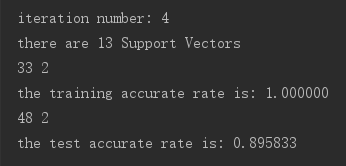 iteration number: 4
there are 13 Support Vectors
33 2
the training accurate rate is: 1.000000
48 2
the test accurate rate is: 0.895833